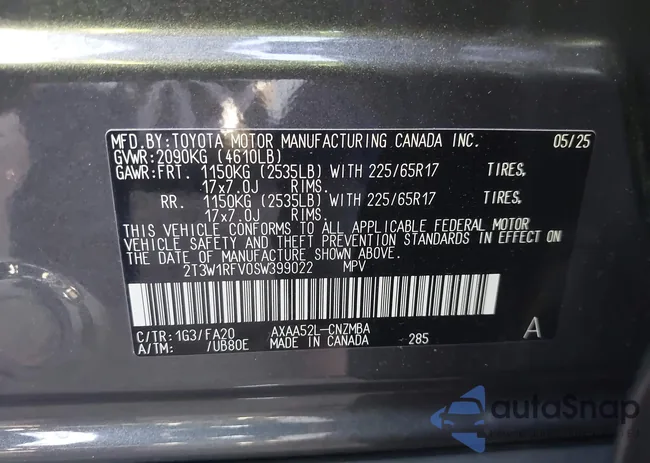 MFD.BY:TOYOTA MOTOR MANUFACTURING CANADA INC. 05/25
GVWR:2090KG (4610LB)
GAWR:FRT. 1150KG (2535LB) WITH 225/65R17 TIRES,
17x7.0J RIMS.
RR. 1150KG (2535LB) WITH 225/65R17 TIRES,
17x7.0J RIMS.
THIS VEHICLE CONFORMS TO ALL APPLICABLE FEDERAL MOTOR
VEHICLE SAFETY AND THEFT PREVENTION STANDARDS IN EFFECT ON
THE DATE OF MANUFACTURE SHOWN ABOVE.
2T3W1RFV0SW399022 MPV
C/TR:1G3/FA20 AXAA52L-CNZMBA
A/TM: /UB80E MADE IN CANADA 285 A
autoSnap